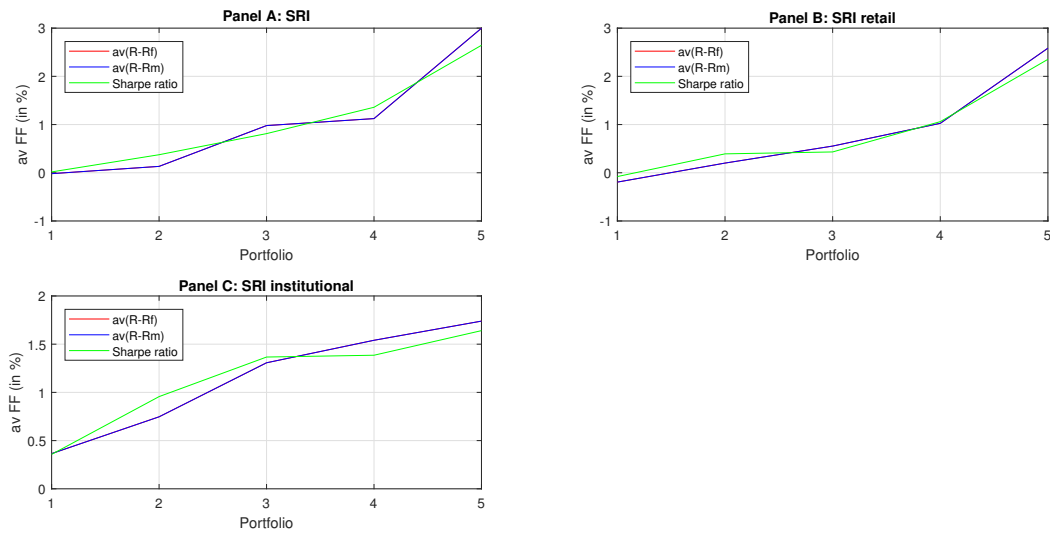 Panel A: SRI
3
2
1
0
-1
av FF (in %)
av(R-Rf)
av(R-Rm)
Sharpe ratio
1 2 3 4 5
Portfolio
Panel B: SRI retail
3
2
1
0
-1
av FF (in %)
av(R-Rf)
av(R-Rm)
Sharpe ratio
1 2 3 4 5
Portfolio
Panel C: SRI institutional
2
1.5
1
0.5
0
av FF (in %)
av(R-Rf)
av(R-Rm)
Sharpe ratio
1 2 3 4 5
Portfolio